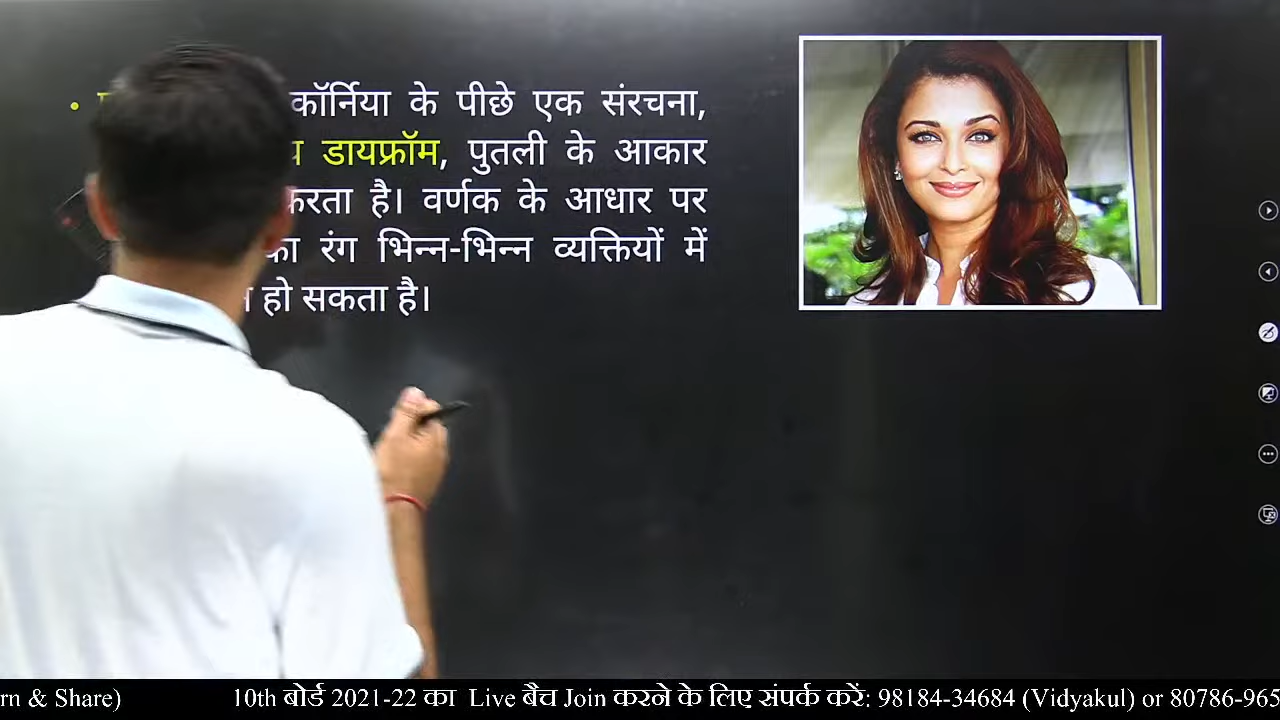 कॉर्निया के पीछे एक संरचना,
डायफ्रॉम, पुतली के आकार
करता है। वर्णक के आधार पर
का रंग भिन्न-भिन्न व्यक्तियों में
हो सकता है।
rn & Share) 10th बोर्ड 2021-22 का Live बैच Join करने के लिए संपर्क करें: 98184-34684 (Vidyakul) or 80786-965